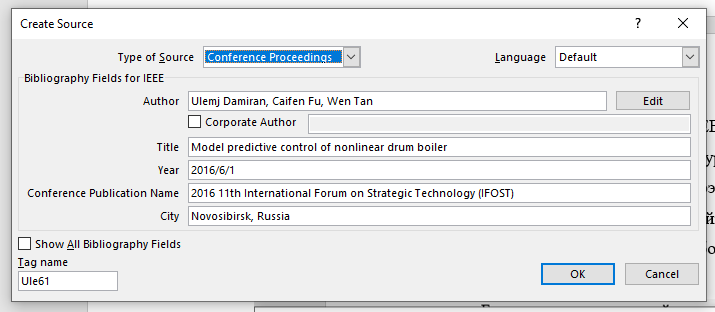 Create Source
Type of Source Conference Proceedings Language Default
Bibliography Fields for IEEE
Author Ulemj Damiran, Caifen Fu, Wen Tan Edit
Corporate Author
Title Model predictive control of nonlinear drum boiler
Year 2016/6/1
Conference Publication Name 2016 11th International Forum on Strategic Technology (IFOST)
City Novosibirsk, Russia
Show All Bibliography Fields
Tag name
Ule61
OK Cancel